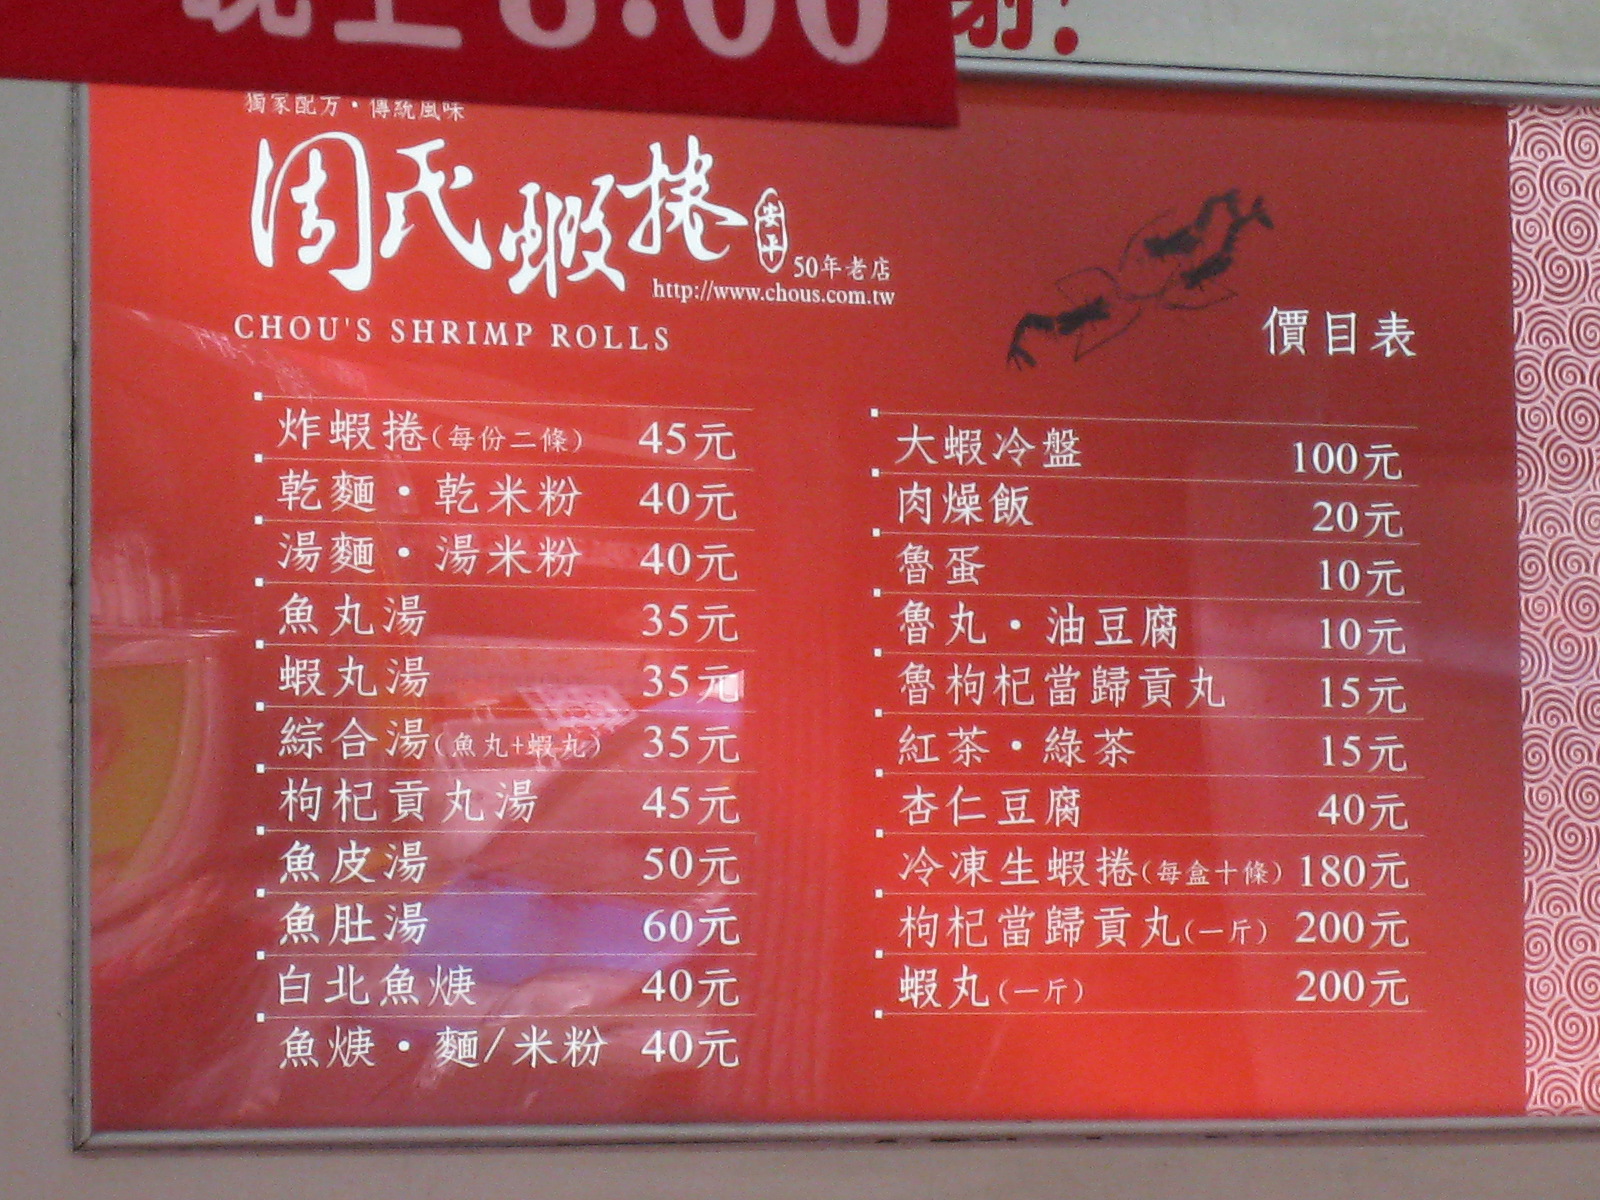 晚上8:00
謝!
獨家配方・傳統風味
周氏蝦捲
安平
50年老店
http://www.chous.com.tw
CHOU'S SHRIMP ROLLS
價目表
炸蝦捲(每份二條) 45元
乾麵・乾米粉 40元
湯麵・湯米粉 40元
魚丸湯 35元
蝦丸湯 35元
綜合湯(魚丸+蝦丸) 35元
枸杞貢丸湯 45元
魚皮湯 50元
魚肚湯 60元
白北魚焿 40元
魚焿・麵/米粉 40元
大蝦冷盤 100元
肉燥飯 20元
魯蛋 10元
魯丸・油豆腐 10元
魯枸杞當歸貢丸 15元
紅茶・綠茶 15元
杏仁豆腐 40元
冷凍生蝦捲(每盒十條) 180元
枸杞當歸貢丸(一斤) 200元
蝦丸(一斤) 200元